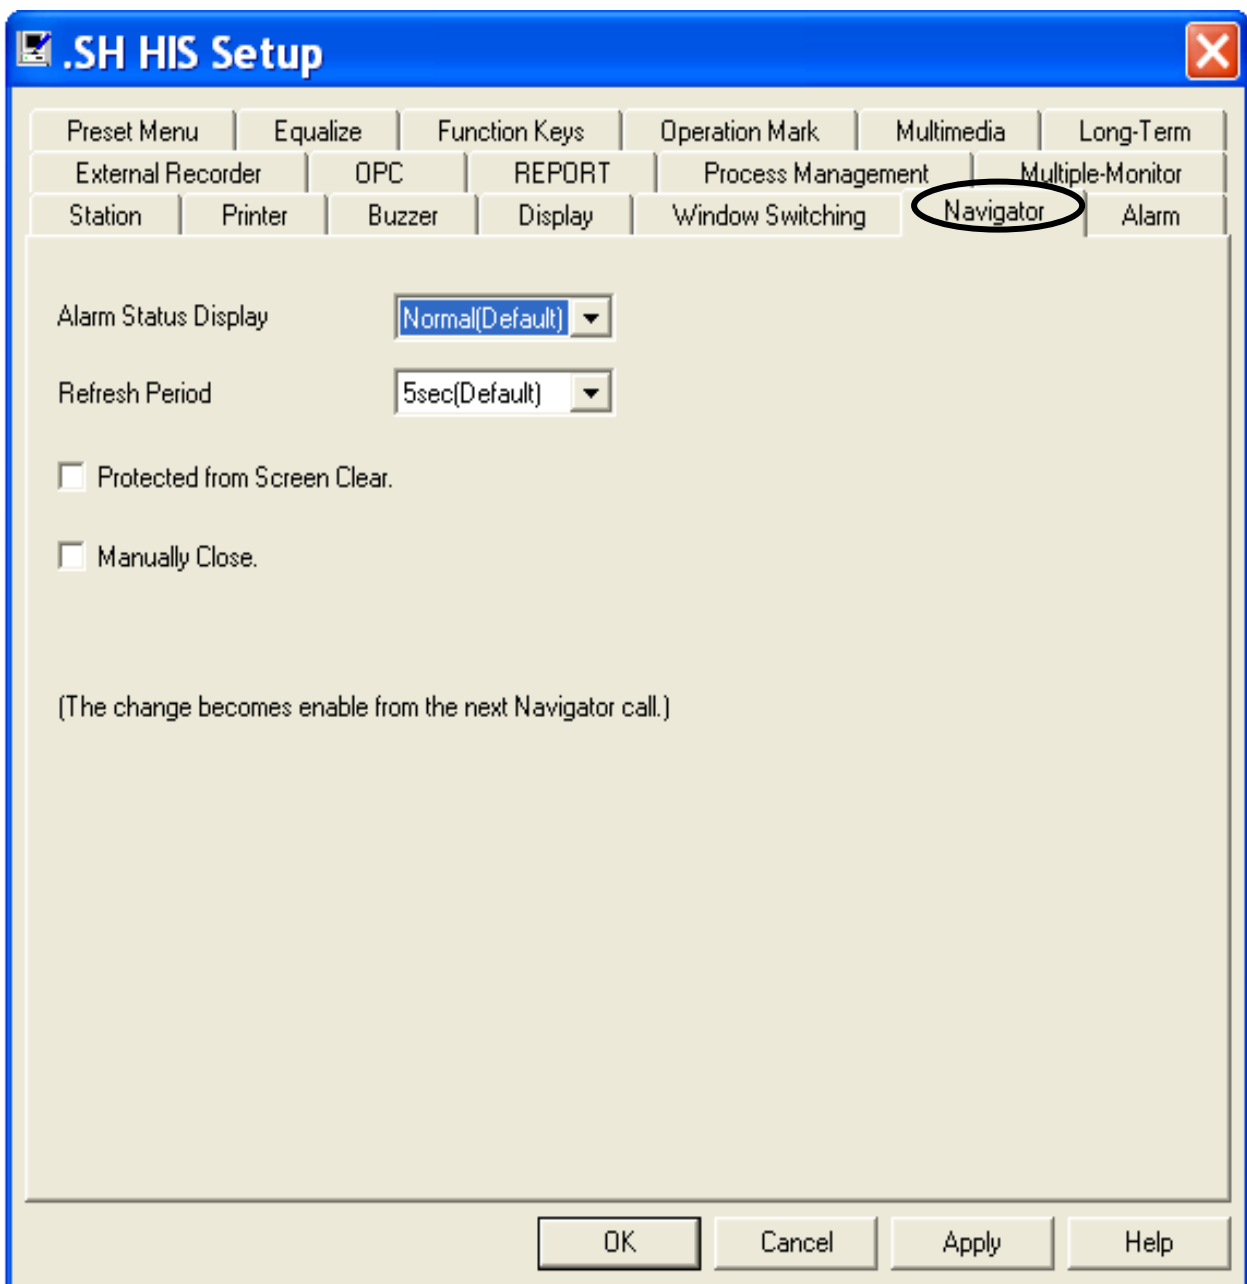 .SH HIS Setup
Preset Menu Equalize Function Keys Operation Mark Multimedia Long-Term
External Recorder OPC REPORT Process Management Multiple-Monitor
Station Printer Buzzer Display Window Switching Navigator Alarm
Alarm Status Display Normal(Default)
Refresh Period 5sec(Default)
Protected from Screen Clear.
Manually Close.
(The change becomes enable from the next Navigator call.)
OK Cancel Apply Help